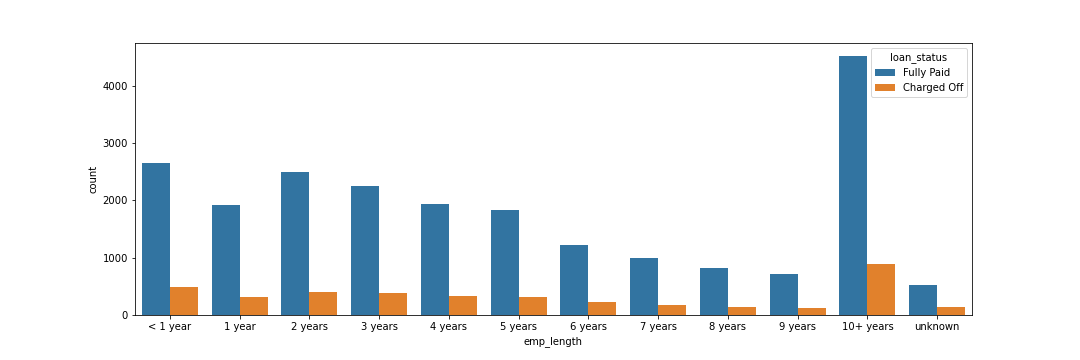 loan_status
Fully Paid
Charged Off
4000
3000
2000
1000
0
count
< 1 year
1 year
2 years
3 years
4 years
5 years
6 years
7 years
8 years
9 years
10+ years
unknown
emp_length